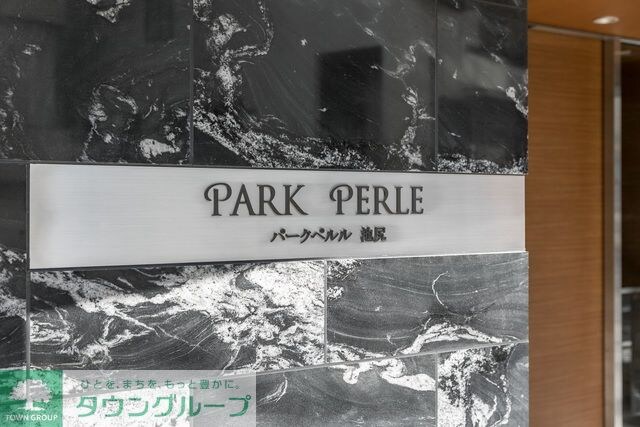 PARK PERLE
パークペルル 池尻
ひとを、まちを、もっと豊かに。
タウングループ
TOWN GROUP